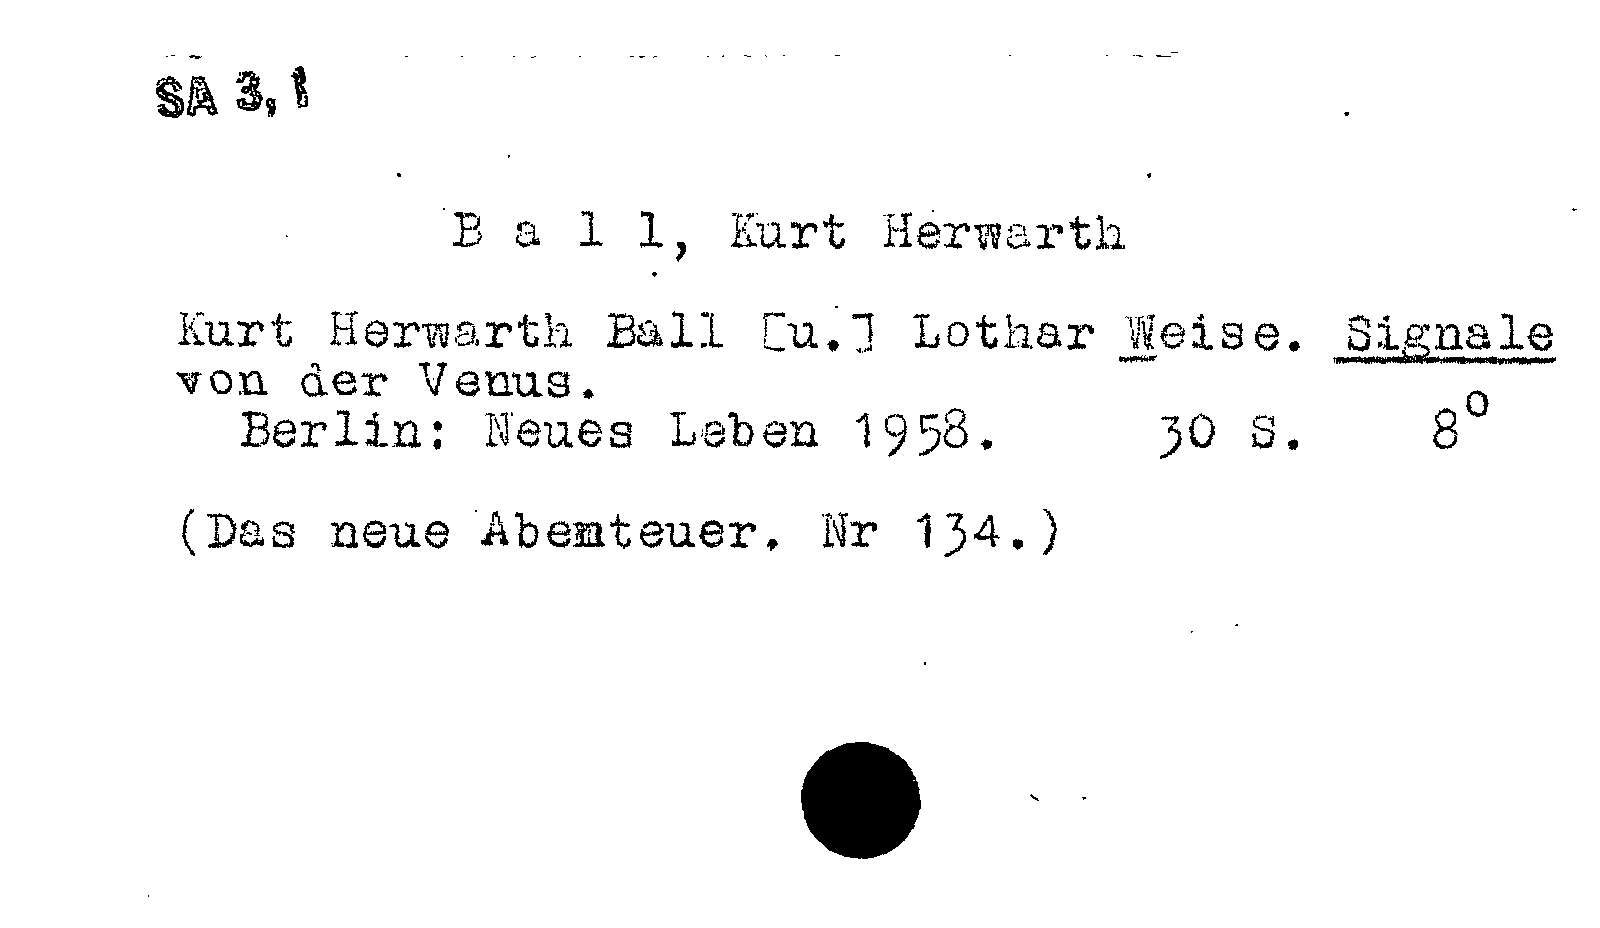 SA 3,1
B a l l, Kurt Herwarth
Kurt Herwarth Ball [u.] Lothar Weise. Signale
von der Venus.
Berlin: Neues Leben 1958. 30 S. 8°
(Das neue Abenteuer. Nr 134.)